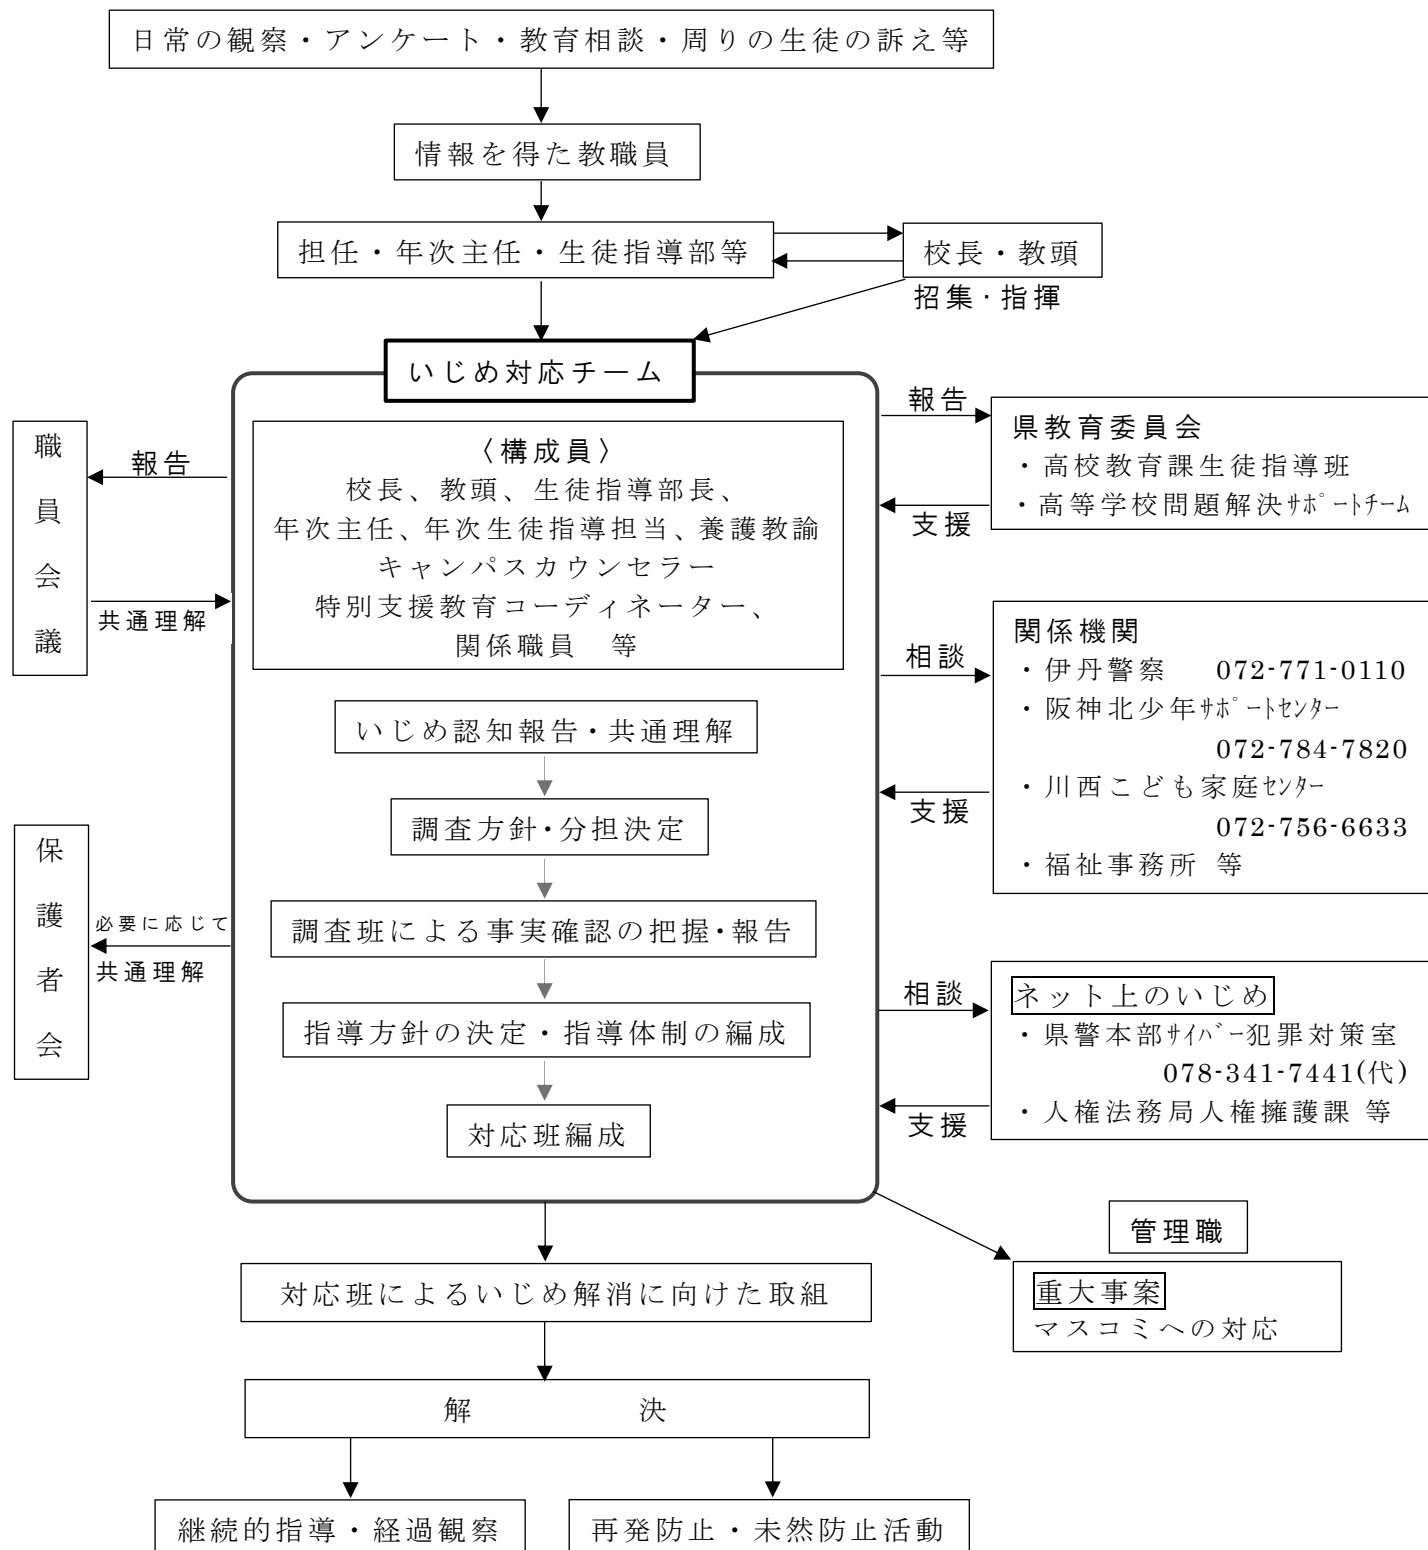 日常の観察・アンケート・教育相談・周りの生徒の訴え等
情報を得た教職員
担任・年次主任・生徒指導部等
校長・教頭
招集・指揮
いじめ対応チーム
〈構成員〉
校長、教頭、生徒指導部長、
年次主任、年次生徒指導担当、養護教諭
キャンパスカウンセラー
特別支援教育コーディネーター、
関係職員　等
職員会議
報告
共通理解
報告
支援
県教育委員会
・高校教育課生徒指導班
・高等学校問題解決ｻﾎﾟｰﾄﾁｰﾑ
いじめ認知報告・共通理解
調査方針・分担決定
調査班による事実確認の把握・報告
指導方針の決定・指導体制の編成
対応班編成
相談
支援
関係機関
・伊丹警察　072-771-0110
・阪神北少年ｻﾎﾟｰﾄｾﾝﾀｰ
072-784-7820
・川西こども家庭ｾﾝﾀｰ
072-756-6633
・福祉事務所 等
保護者会
必要に応じて
共通理解
相談
支援
ネット上のいじめ
・県警本部ｻｲﾊﾞｰ犯罪対策室
078-341-7441(代)
・人権法務局人権擁護課 等
管理職
重大事案
マスコミへの対応
対応班によるいじめ解消に向けた取組
解　　　　　決
継続的指導・経過観察
再発防止・未然防止活動